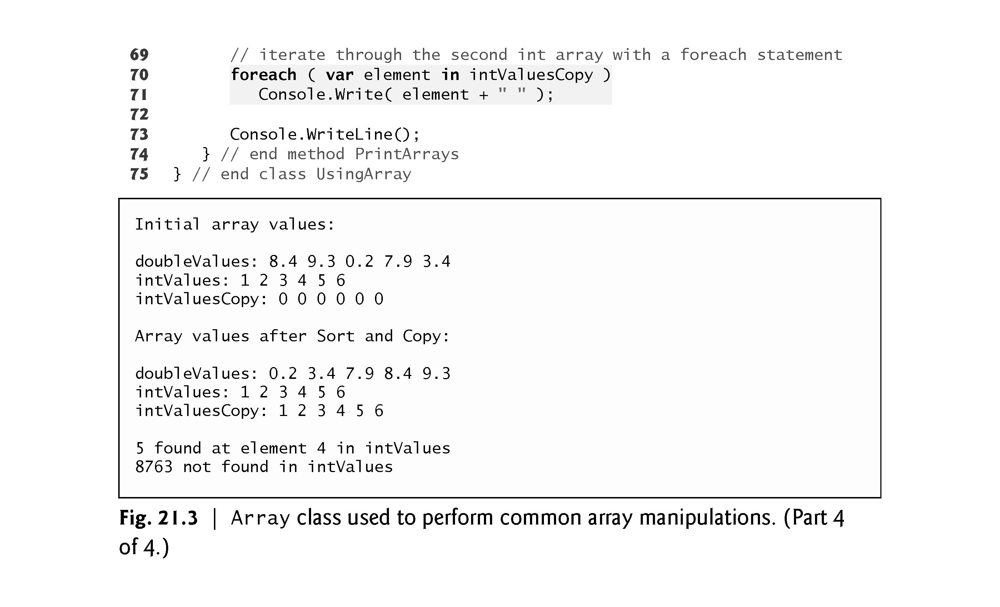 69 // iterate through the second int array with a foreach statement
70 foreach ( var element in intValuesCopy )
71 Console.Write( element + " " );
72
73 Console.WriteLine();
74 } // end method PrintArrays
75 } // end class UsingArray
Initial array values:
doubleValues: 8.4 9.3 0.2 7.9 3.4
intValues: 1 2 3 4 5 6
intValuesCopy: 0 0 0 0 0 0
Array values after Sort and Copy:
doubleValues: 0.2 3.4 7.9 8.4 9.3
intValues: 1 2 3 4 5 6
intValuesCopy: 1 2 3 4 5 6
5 found at element 4 in intValues
8763 not found in intValues
Fig. 21.3 | Array class used to perform common array manipulations. (Part 4
of 4.)